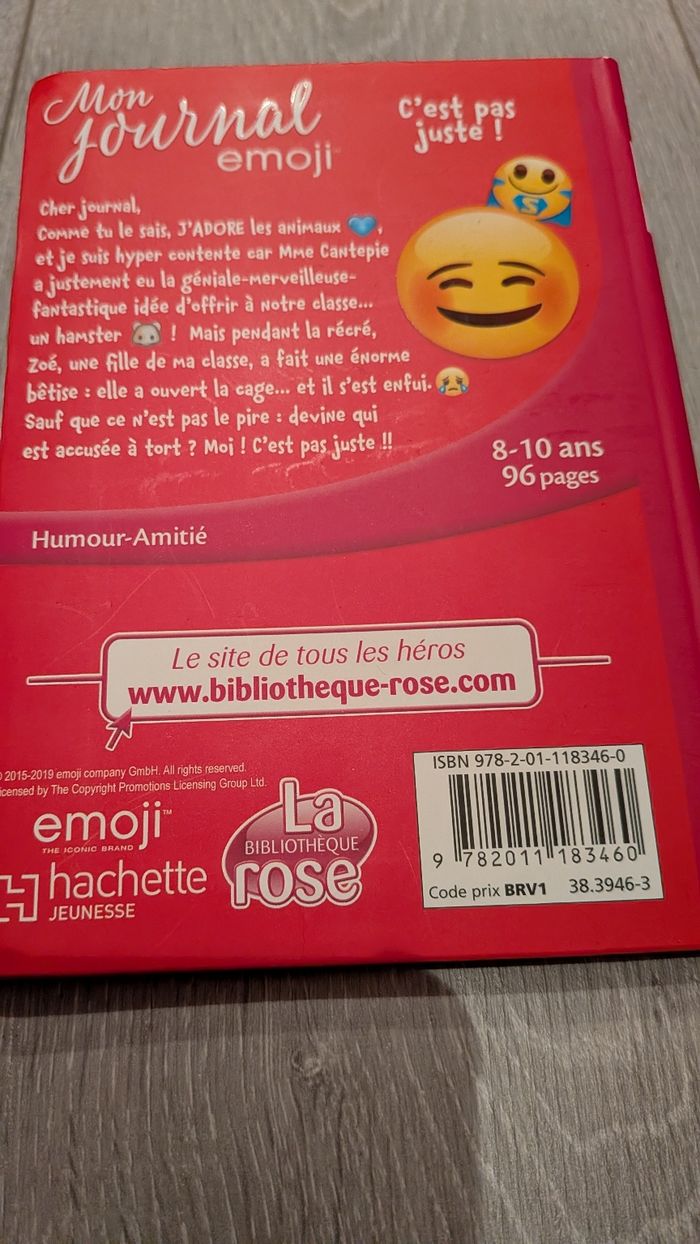 Mon
journal
emoji™
C'est pas
juste !
S
Cher journal,
Comme tu le sais, J'ADORE les animaux 💙,
et je suis hyper contente car Mme Cantepie
a justement eu la géniale-merveilleuse-
fantastique idée d'offrir à notre classe...
un hamster 🐹 ! Mais pendant la récré,
Zoé, une fille de ma classe, a fait une énorme
bêtise : elle a ouvert la cage... et il s'est enfui. 😢
Sauf que ce n'est pas le pire : devine qui
est accusée à tort ? Moi ! C'est pas juste !!
8-10 ans
96 pages
Humour-Amitié
Le site de tous les héros
www.bibliotheque-rose.com
© 2015-2019 emoji company GmbH. All rights reserved.
Licensed by The Copyright Promotions Licensing Group Ltd.
emoji™
THE ICONIC BRAND
hachette
JEUNESSE
La
BIBLIOTHÈQUE
rose
ISBN 978-2-01-118346-0
9 782011 183460
Code prix BRV1 38.3946-3